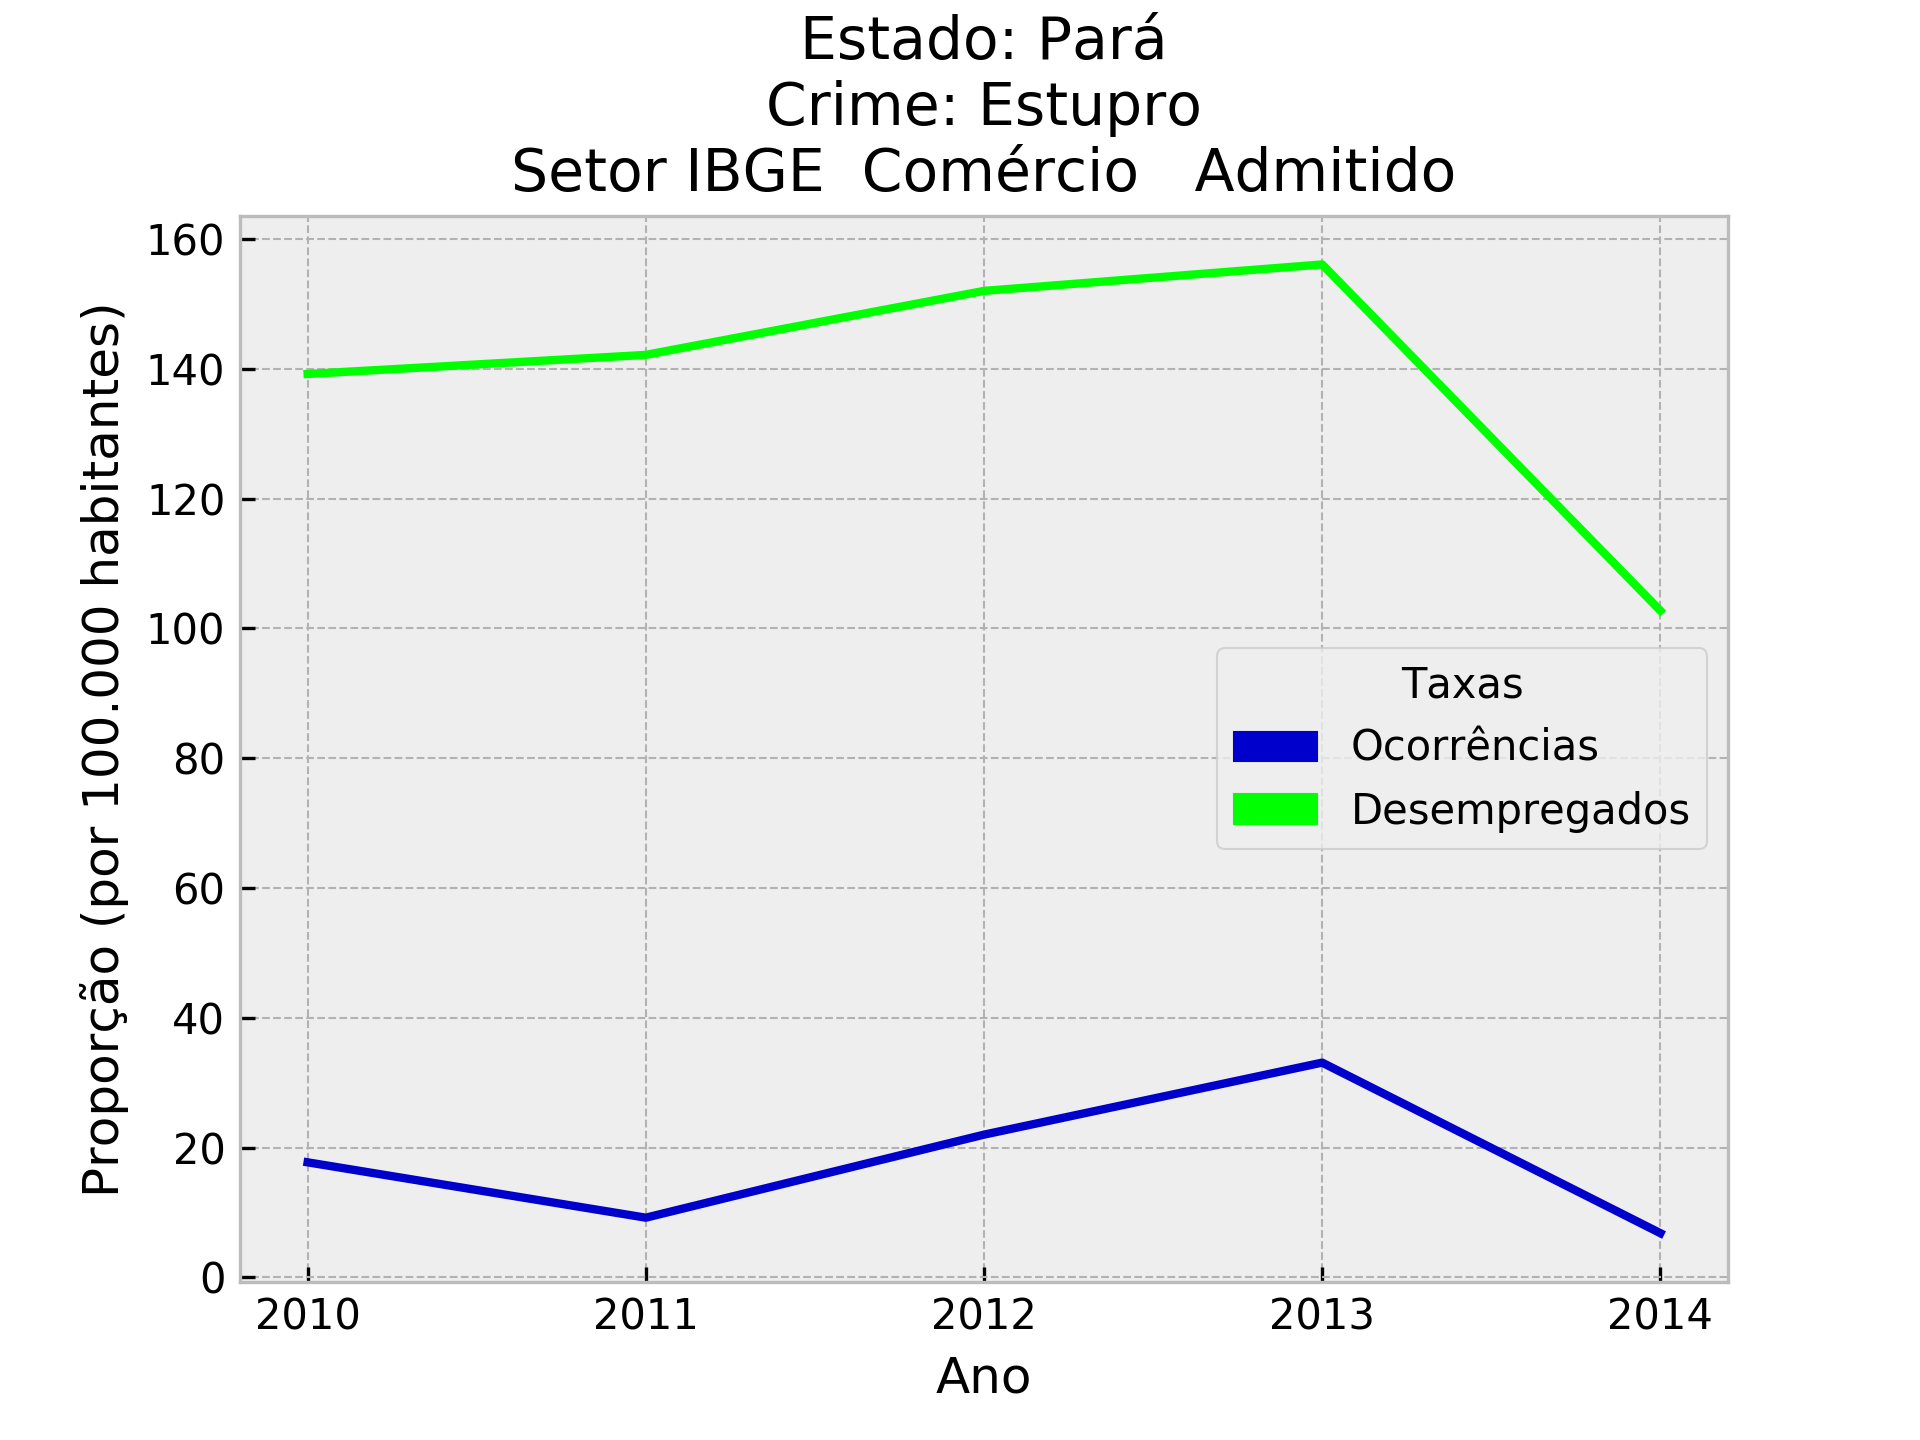 Estado: Pará
Crime: Estupro
Setor IBGE  Comércio   Admitido
Proporção (por 100.000 habitantes)
160
140
120
100
80
60
40
20
0
Taxas
Ocorrências
Desempregados
2010
2011
2012
2013
2014
Ano